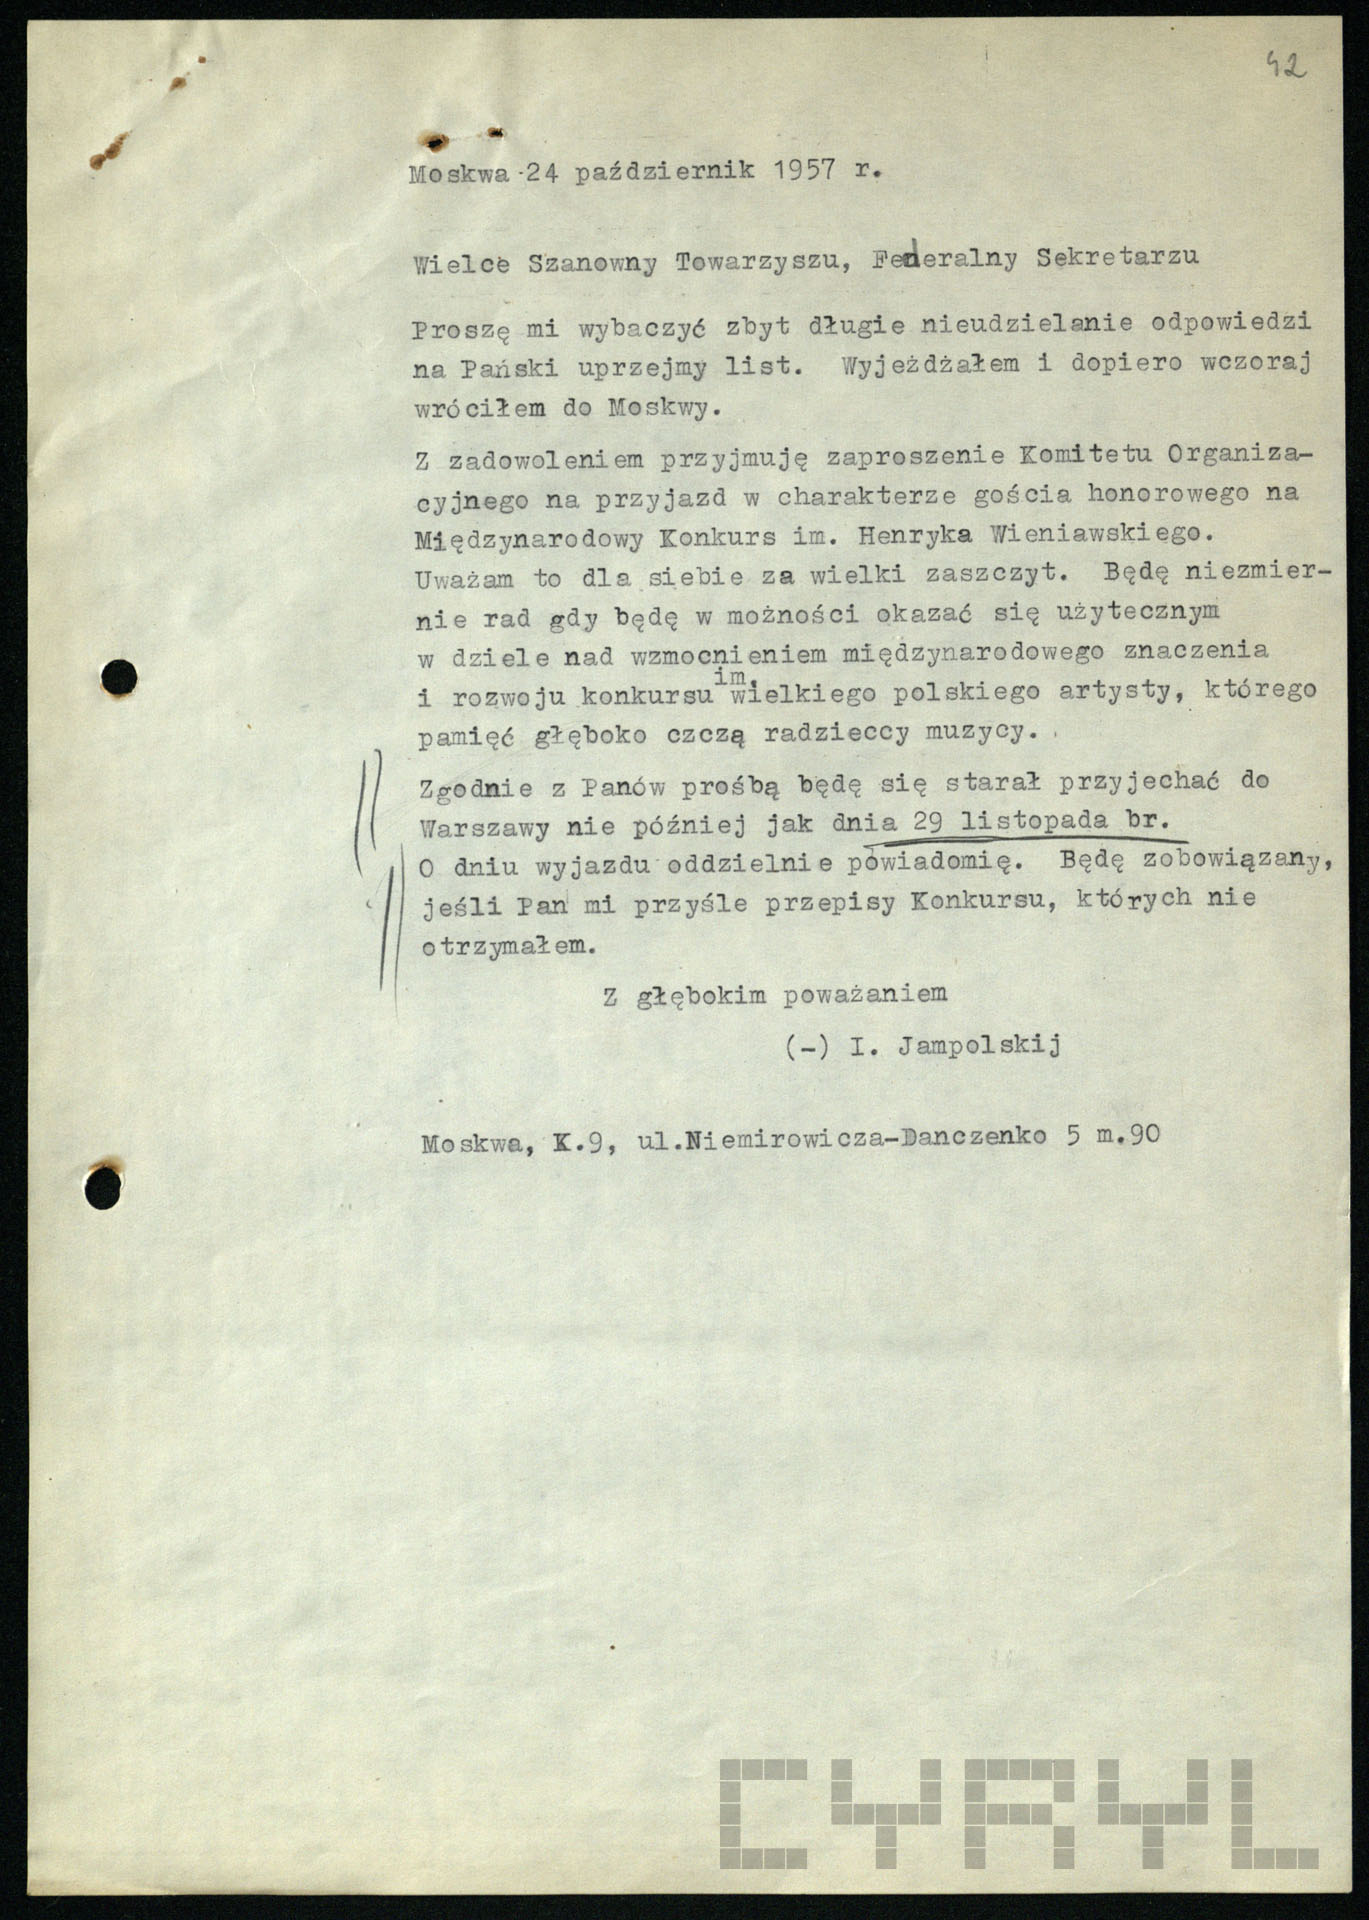 42
Moskwa 24 październik 1957 r.
Wielce Szanowny Towarzyszu, Federalny Sekretarzu
Proszę mi wybaczyć zbyt długie nieudzielanie odpowiedzi
na Pański uprzejmy list. Wyjeżdżałem i dopiero wczoraj
wróciłem do Moskwy.
Z zadowoleniem przyjmuję zaproszenie Komitetu Organiza-
cyjnego na przyjazd w charakterze gościa honorowego na
Międzynarodowy Konkurs im. Henryka Wieniawskiego.
Uważam to dla siebie za wielki zaszczyt. Będę niezmier-
nie rad gdy będę w możności okazać się użytecznym
w dziele nad wzmocnieniem międzynarodowego znaczenia
i rozwoju konkursu im. wielkiego polskiego artysty, którego
pamięć głęboko czczą radzieccy muzycy.
Zgodnie z Panów prośbą będę się starał przyjechać do
Warszawy nie później jak dnia 29 listopada br.
O dniu wyjazdu oddzielnie powiadomię. Będę zobowiązany,
jeśli Pan mi przyśle przepisy Konkursu, których nie
otrzymałem.
Z głębokim poważaniem
(-) I. Jampolskij
Moskwa, K.9, ul.Niemirowicza-Danczenko 5 m.90
CYRYL